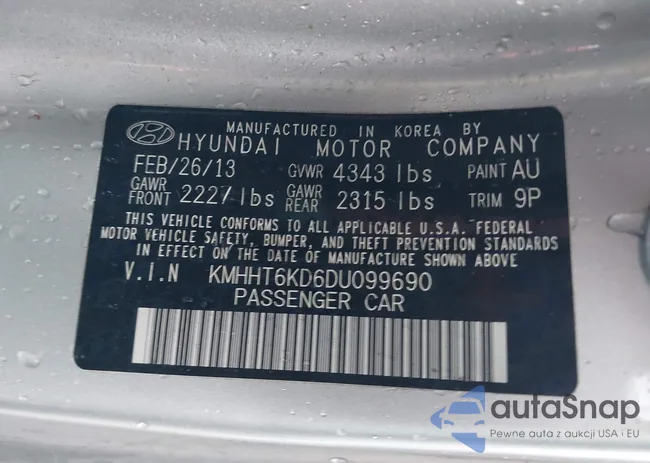 MANUFACTURED IN KOREA BY
HYUNDAI MOTOR COMPANY
FEB/26/13 GVWR 4343 lbs PAINT AU
GAWR FRONT 2227 lbs GAWR REAR 2315 lbs TRIM 9P
THIS VEHICLE CONFORMS TO ALL APPLICABLE U.S.A. FEDERAL
MOTOR VEHICLE SAFETY, BUMPER, AND THEFT PREVENTION STANDARDS
IN EFFECT ON THE DATE OF MANUFACTURE SHOWN ABOVE.
V.I.N KMHHT6KD6DU099690
PASSENGER CAR
autaSnap
Pewne auta z aukcji USA i EU